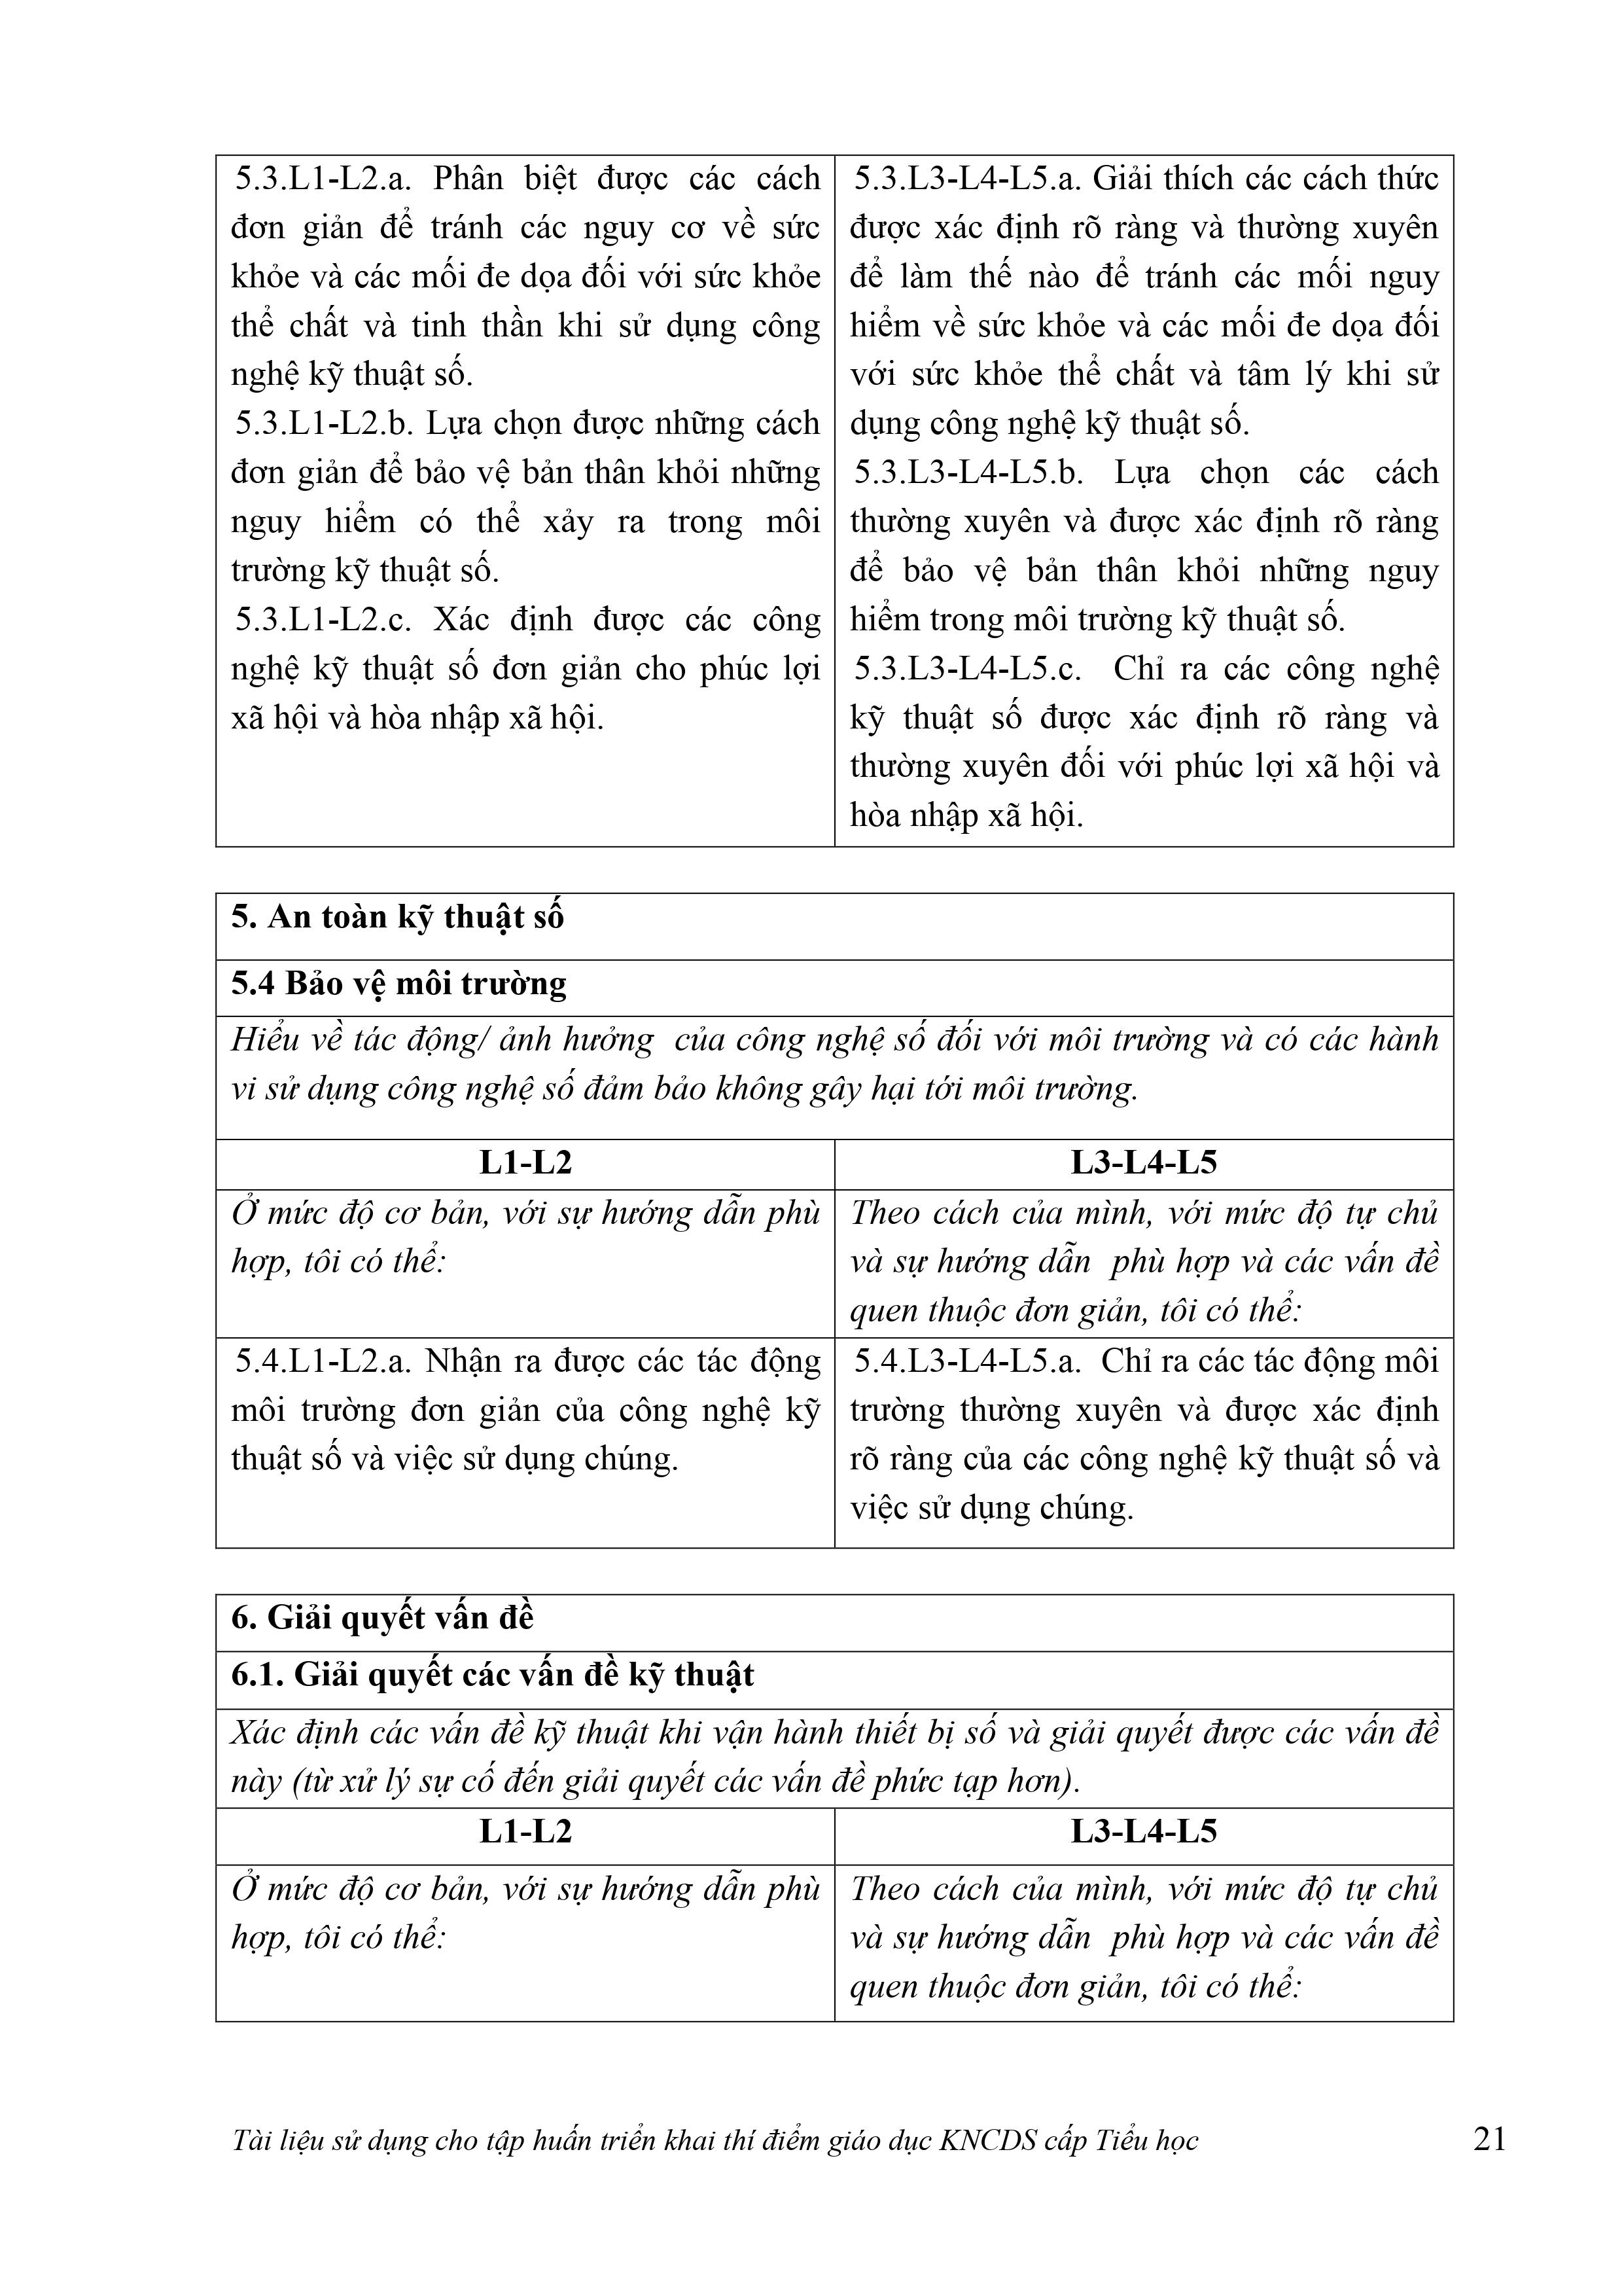 5.3.L1-L2.a. Phân biệt được các cách
đơn giản để tránh các nguy cơ về sức
khỏe và các mối đe dọa đối với sức khỏe
thể chất và tinh thần khi sử dụng công
nghệ kỹ thuật số.
5.3.L1-L2.b. Lựa chọn được những cách
đơn giản để bảo vệ bản thân khỏi những
nguy hiểm có thể xảy ra trong môi
trường kỹ thuật số.
5.3.L1-L2.c. Xác định được các công
nghệ kỹ thuật số đơn giản cho phúc lợi
xã hội và hòa nhập xã hội.
5.3.L3-L4-L5.a. Giải thích các cách thức
được xác định rõ ràng và thường xuyên
để làm thế nào để tránh các mối nguy
hiểm về sức khỏe và các mối đe dọa đối
với sức khỏe thể chất và tâm lý khi sử
dụng công nghệ kỹ thuật số.
5.3.L3-L4-L5.b. Lựa chọn các cách
thường xuyên và được xác định rõ ràng
để bảo vệ bản thân khỏi những nguy
hiểm trong môi trường kỹ thuật số.
5.3.L3-L4-L5.c. Chỉ ra các công nghệ
kỹ thuật số được xác định rõ ràng và
thường xuyên đối với phúc lợi xã hội và
hòa nhập xã hội.
5. An toàn kỹ thuật số
5.4 Bảo vệ môi trường
Hiểu về tác động/ ảnh hưởng của công nghệ số đối với môi trường và có các hành
vi sử dụng công nghệ số đảm bảo không gây hại tới môi trường.
L1-L2
L3-L4-L5
Ở mức độ cơ bản, với sự hướng dẫn phù
hợp, tôi có thể:
Theo cách của mình, với mức độ tự chủ
và sự hướng dẫn phù hợp và các vấn đề
quen thuộc đơn giản, tôi có thể:
5.4.L1-L2.a. Nhận ra được các tác động
môi trường đơn giản của công nghệ kỹ
thuật số và việc sử dụng chúng.
5.4.L3-L4-L5.a. Chỉ ra các tác động môi
trường thường xuyên và được xác định
rõ ràng của các công nghệ kỹ thuật số và
việc sử dụng chúng.
6. Giải quyết vấn đề
6.1. Giải quyết các vấn đề kỹ thuật
Xác định các vấn đề kỹ thuật khi vận hành thiết bị số và giải quyết được các vấn đề
này (từ xử lý sự cố đến giải quyết các vấn đề phức tạp hơn).
L1-L2
L3-L4-L5
Ở mức độ cơ bản, với sự hướng dẫn phù
hợp, tôi có thể:
Theo cách của mình, với mức độ tự chủ
và sự hướng dẫn phù hợp và các vấn đề
quen thuộc đơn giản, tôi có thể:
Tài liệu sử dụng cho tập huấn triển khai thí điểm giáo dục KNCDS cấp Tiểu học 21